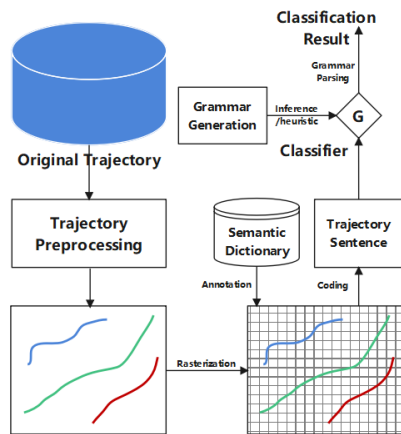 Classification
Result
Grammar
Parsing
Grammar
Generation
Inference
/heuristic
G
Classifier
Original Trajectory
Trajectory
Preprocessing
Semantic
Dictionary
Trajectory
Sentence
Annotation
Coding
Rasterization